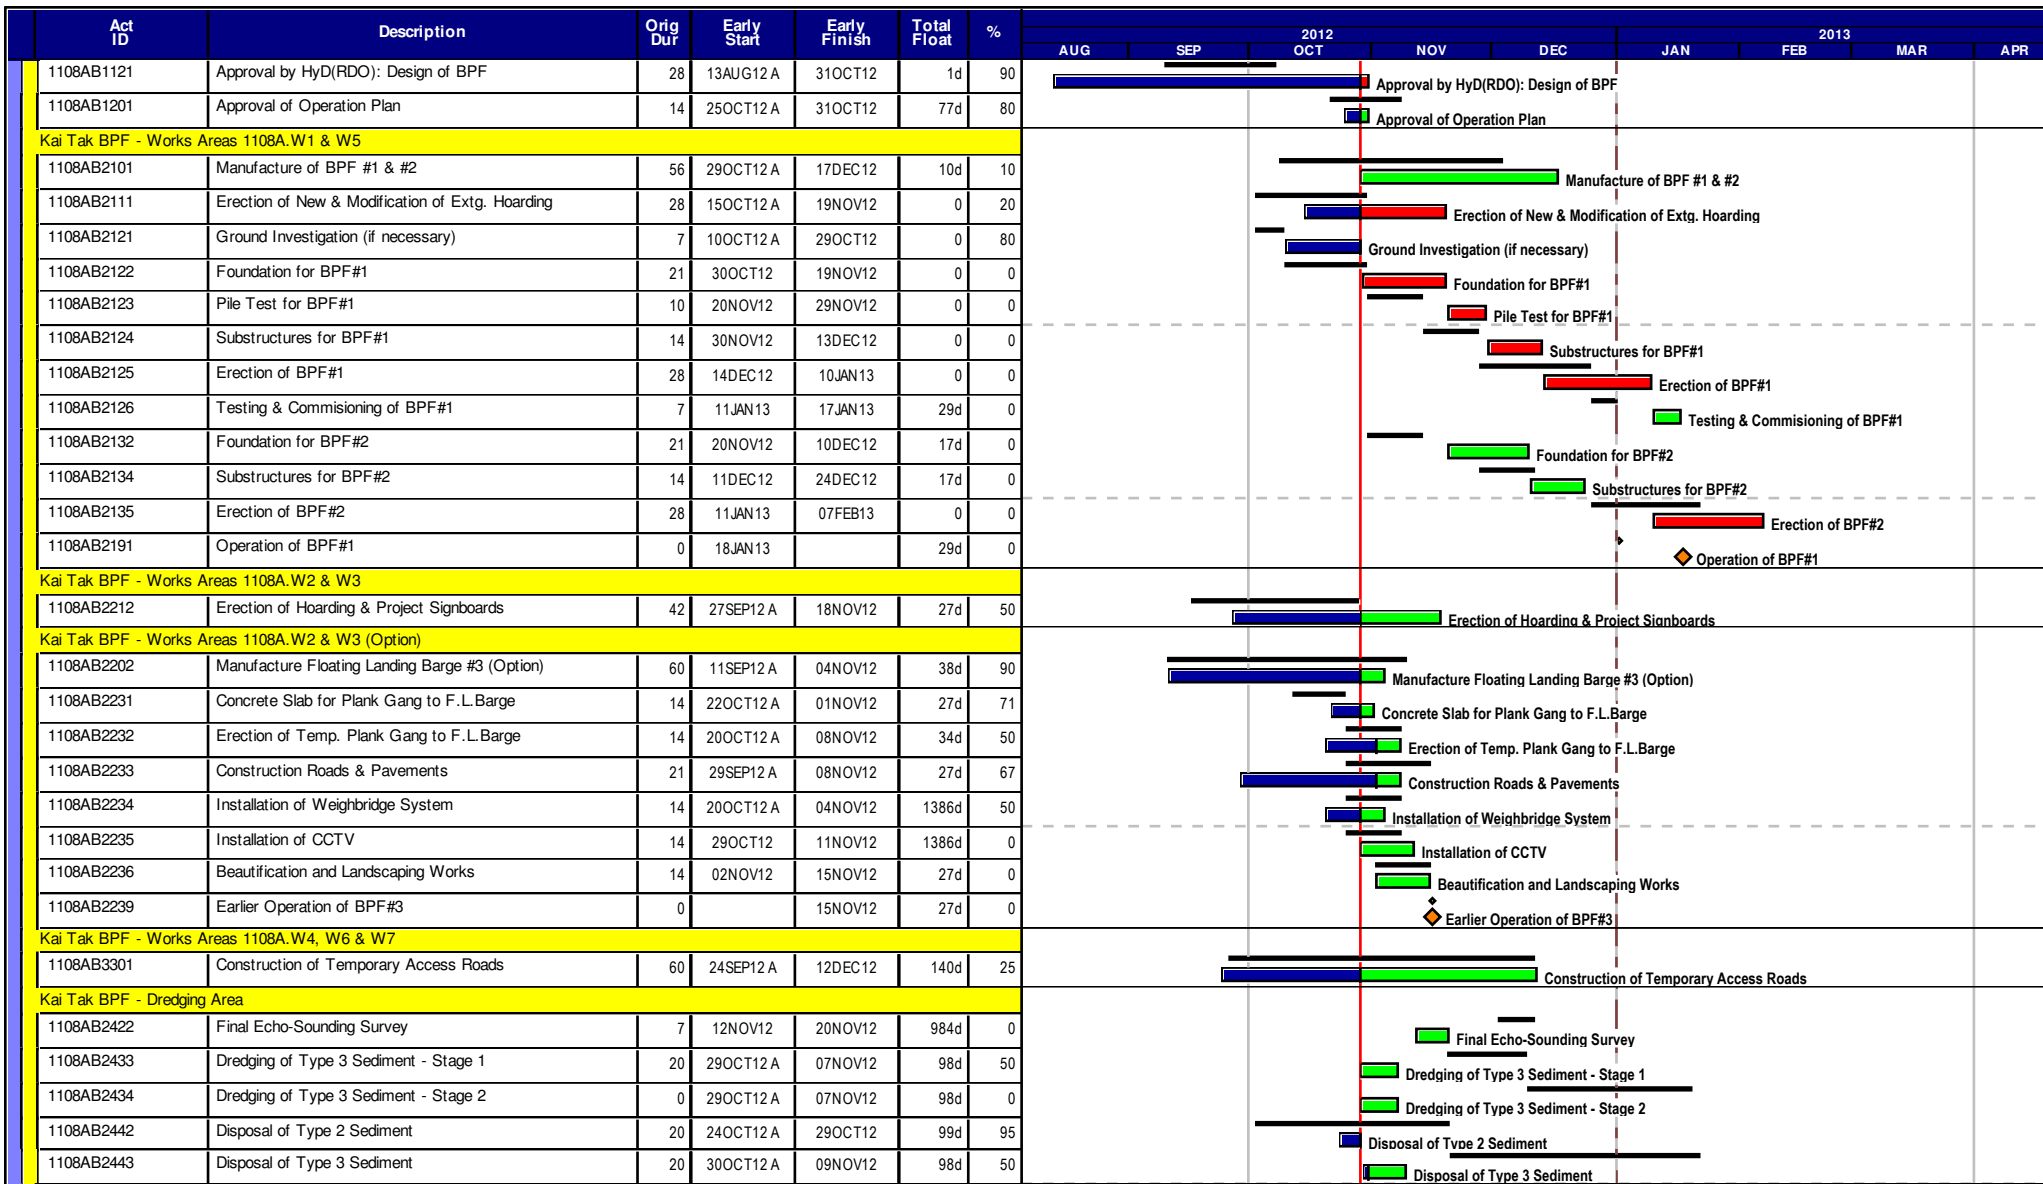 Act ID Description Orig Dur Early Start Early Finish Total Float % 2012 2013
AUG SEP OCT NOV DEC JAN FEB MAR APR
1108AB1121 Approval by HyD(RDO): Design of BPF 28 13AUG12 A 31OCT12 1d 90 Approval by HyD(RDO): Design of BPF
1108AB1201 Approval of Operation Plan 14 25OCT12 A 31OCT12 77d 80 Approval of Operation Plan
Kai Tak BPF - Works Areas 1108A.W1 & W5
1108AB2101 Manufacture of BPF #1 & #2 56 29OCT12 A 17DEC12 10d 10 Manufacture of BPF #1 & #2
1108AB2111 Erection of New & Modification of Extg. Hoarding 28 15OCT12 A 19NOV12 0 20 Erection of New & Modification of Extg. Hoarding
1108AB2121 Ground Investigation (if necessary) 7 10OCT12 A 29OCT12 0 80 Ground Investigation (if necessary)
1108AB2122 Foundation for BPF#1 21 30OCT12 19NOV12 0 0 Foundation for BPF#1
1108AB2123 Pile Test for BPF#1 10 20NOV12 29NOV12 0 0 Pile Test for BPF#1
1108AB2124 Substructures for BPF#1 14 30NOV12 13DEC12 0 0 Substructures for BPF#1
1108AB2125 Erection of BPF#1 28 14DEC12 10JAN13 0 0 Erection of BPF#1
1108AB2126 Testing & Commisioning of BPF#1 7 11JAN13 17JAN13 29d 0 Testing & Commisioning of BPF#1
1108AB2132 Foundation for BPF#2 21 20NOV12 10DEC12 17d 0 Foundation for BPF#2
1108AB2134 Substructures for BPF#2 14 11DEC12 24DEC12 17d 0 Substructures for BPF#2
1108AB2135 Erection of BPF#2 28 11JAN13 07FEB13 0 0 Erection of BPF#2
1108AB2191 Operation of BPF#1 0 18JAN13 29d 0 Operation of BPF#1
Kai Tak BPF - Works Areas 1108A.W2 & W3
1108AB2212 Erection of Hoarding & Project Signboards 42 27SEP12 A 18NOV12 27d 50 Erection of Hoarding & Project Signboards
Kai Tak BPF - Works Areas 1108A.W2 & W3 (Option)
1108AB2202 Manufacture Floating Landing Barge #3 (Option) 60 11SEP12 A 04NOV12 38d 90 Manufacture Floating Landing Barge #3 (Option)
1108AB2231 Concrete Slab for Plank Gang to F.L.Barge 14 22OCT12 A 01NOV12 27d 71 Concrete Slab for Plank Gang to F.L.Barge
1108AB2232 Erection of Temp. Plank Gang to F.L.Barge 14 20OCT12 A 08NOV12 34d 50 Erection of Temp. Plank Gang to F.L.Barge
1108AB2233 Construction Roads & Pavements 21 29SEP12 A 08NOV12 27d 67 Construction Roads & Pavements
1108AB2234 Installation of Weighbridge System 14 20OCT12 A 04NOV12 1386d 50 Installation of Weighbridge System
1108AB2235 Installation of CCTV 14 29OCT12 11NOV12 1386d 0 Installation of CCTV
1108AB2236 Beautification and Landscaping Works 14 02NOV12 15NOV12 27d 0 Beautification and Landscaping Works
1108AB2239 Earlier Operation of BPF#3 0 15NOV12 27d 0 Earlier Operation of BPF#3
Kai Tak BPF - Works Areas 1108A.W4, W6 & W7
1108AB3301 Construction of Temporary Access Roads 60 24SEP12 A 12DEC12 140d 25 Construction of Temporary Access Roads
Kai Tak BPF - Dredging Area
1108AB2422 Final Echo-Sounding Survey 7 12NOV12 20NOV12 984d 0 Final Echo-Sounding Survey
1108AB2433 Dredging of Type 3 Sediment - Stage 1 20 29OCT12 A 07NOV12 98d 50 Dredging of Type 3 Sediment - Stage 1
1108AB2434 Dredging of Type 3 Sediment - Stage 2 0 29OCT12 A 07NOV12 98d 0 Dredging of Type 3 Sediment - Stage 2
1108AB2442 Disposal of Type 2 Sediment 20 24OCT12 A 29OCT12 99d 95 Disposal of Type 2 Sediment
1108AB2443 Disposal of Type 3 Sediment 20 30OCT12 A 09NOV12 98d 50 Disposal of Type 3 Sediment